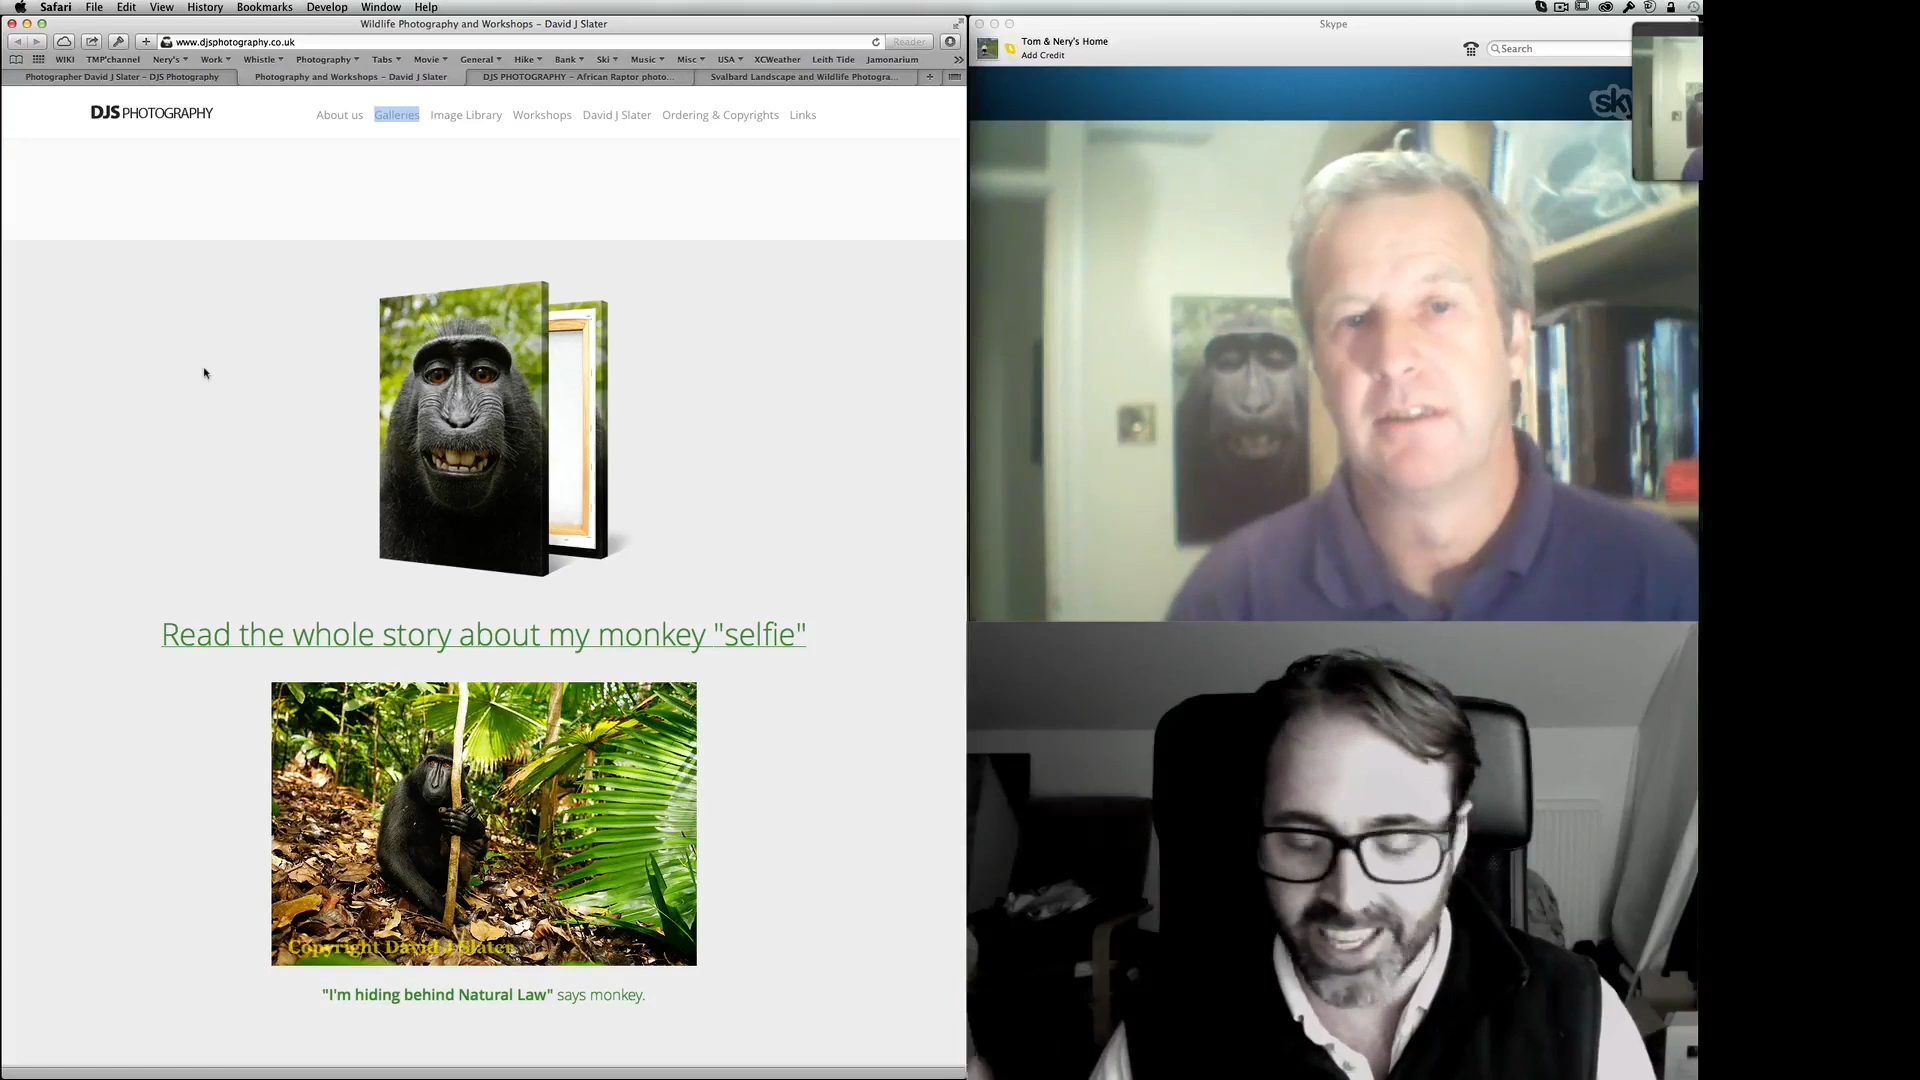 Safari File Edit View History Bookmarks Develop Window Help
Wildlife Photography and Workshops – David J Slater
www.djsphotography.co.uk
Reader
WIKI TMP'channel Nery's Work Whistle Photography Tabs Movie General Hike Bank Ski Music Misc USA XCWeather Leith Tide Jamonarium
Photographer David J Slater – DJS Photography
Photography and Workshops – David J Slater
DJS PHOTOGRAPHY – African Raptor photo...
Svalbard Landscape and Wildlife Photogra...
DJS PHOTOGRAPHY
About us Galleries Image Library Workshops David J Slater Ordering & Copyrights Links
Read the whole story about my monkey "selfie"
Copyright David J Slater
"I'm hiding behind Natural Law" says monkey.
Skype
Tom & Nery's Home
Add Credit
Search
sky